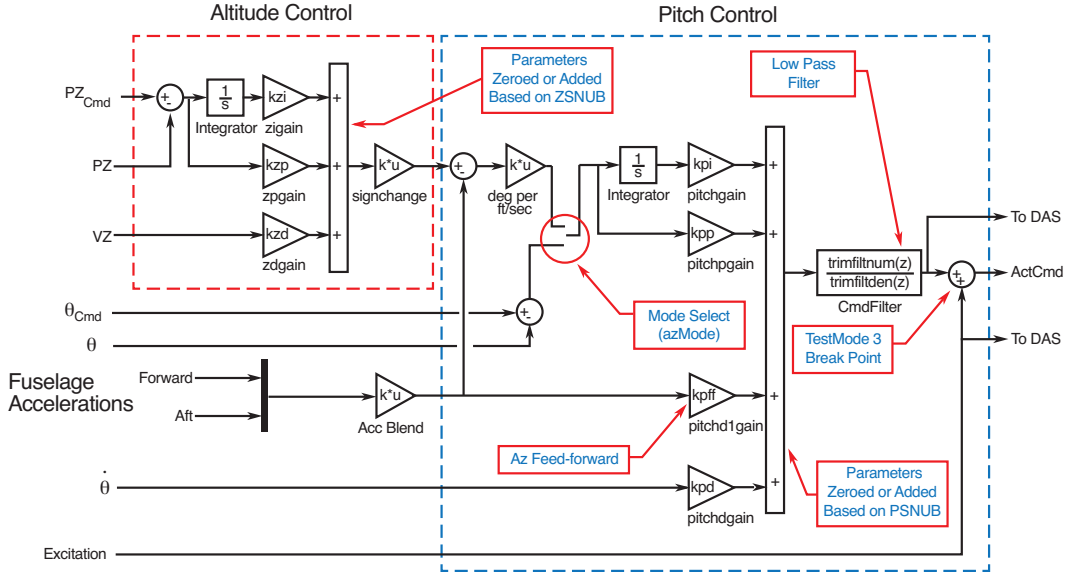 Altitude Control
Pitch Control
PZ Cmd
+
-
1
s
Integrator
kzi
zigain
+
Parameters
Zeroed or Added
Based on ZSNUB
Low Pass
Filter
PZ
kzp
zpgain
+
k*u
signchange
+
-
k*u
deg per
ft/sec
1
s
Integrator
kpi
pitchgain
+
VZ
kzd
zdgain
+
kpp
pitchpgain
+
To DAS
trimfiltnum(z)
trimfiltden(z)
CmdFilter
+
+
ActCmd
θ Cmd
+
-
Mode Select
(azMode)
TestMode 3
Break Point
To DAS
θ
Fuselage
Accelerations
Forward
Aft
k*u
Acc Blend
kpff
pitchd1gain
+
Az Feed-forward
Parameters
Zeroed or Added
Based on PSNUB
θ̇
kpd
pitchdgain
+
Excitation